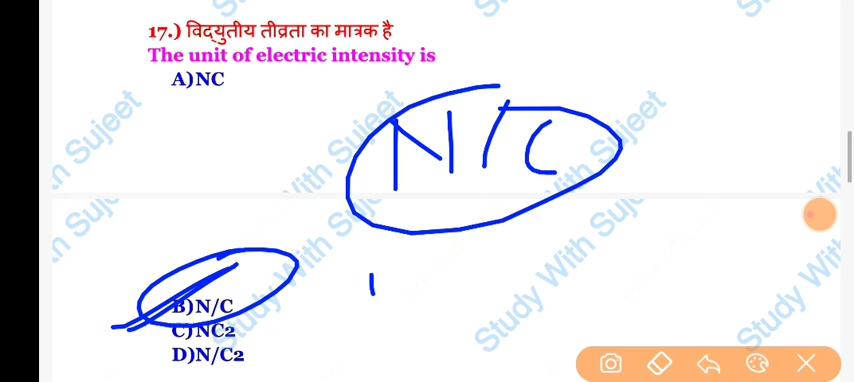 17.) विद्युतीय तीव्रता का मात्रक है
The unit of electric intensity is
A)NC
N/C
B)N/C
C)NC2
D)N/C2
Study With Sujeet